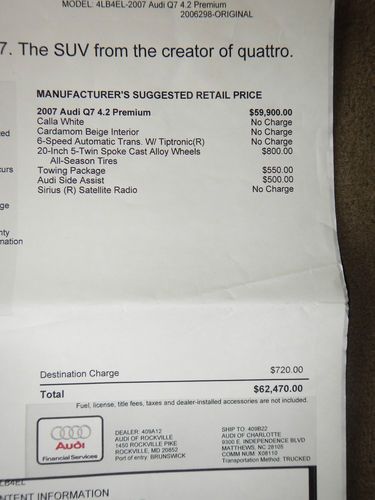 MODEL: 4LB4EL-2007 Audi Q7 4.2 Premium
2006298-ORIGINAL
7. The SUV from the creator of quattro.
MANUFACTURER'S SUGGESTED RETAIL PRICE
2007 Audi Q7 4.2 Premium $59,900.00
Calla White No Charge
Cardamom Beige Interior No Charge
6-Speed Automatic Trans. W/ Tiptronic(R) No Charge
20-Inch 5-Twin Spoke Cast Alloy Wheels $800.00
All-Season Tires
Towing Package $550.00
Audi Side Assist $500.00
Sirius (R) Satellite Radio No Charge
Destination Charge $720.00
Total $62,470.00
Fuel, license, title fees, taxes and dealer-installed accessories are not included.
Audi
Financial Services
DEALER: 409A12
AUDI OF ROCKVILLE
1450 ROCKVILLE PIKE
ROCKVILLE, MD 20852
Port of entry: BRUNSWICK
SHIP TO: 409B22
AUDI OF CHARLOTTE
9300 E. INDEPENDENCE BLVD
MATTHEWS, NC 28105
COMM NUM: X08110
Transportation Method: TRUCKED
TENT INFORMATION